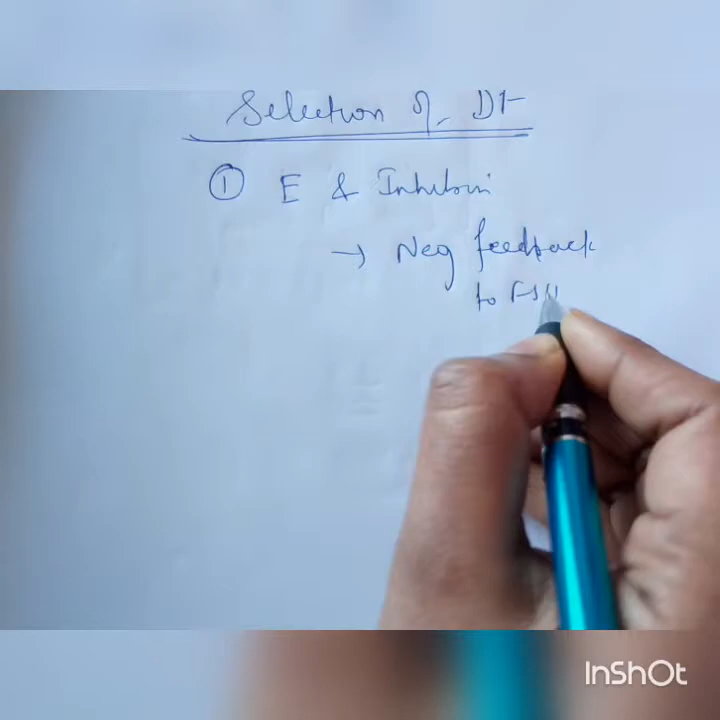 Selection of DF
① E & Inhibin
→ Neg feedback
to FSH
InShOt